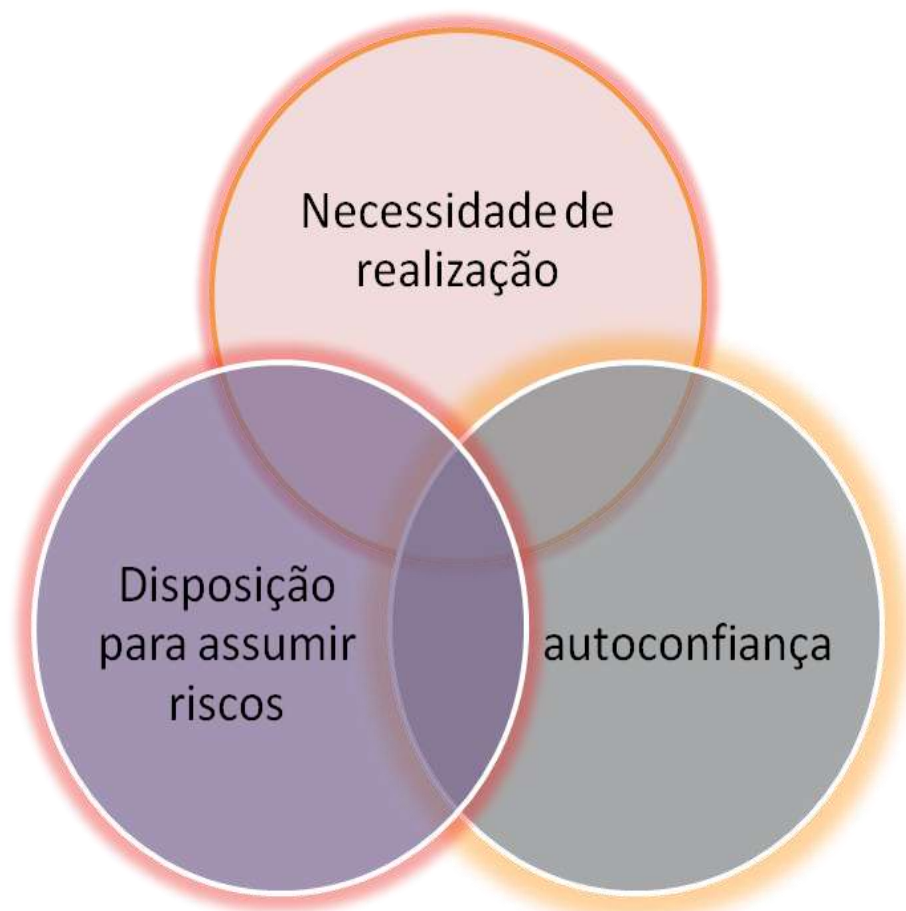 Necessidade de
realização
Disposição
para assumir
riscos
autoconfiança